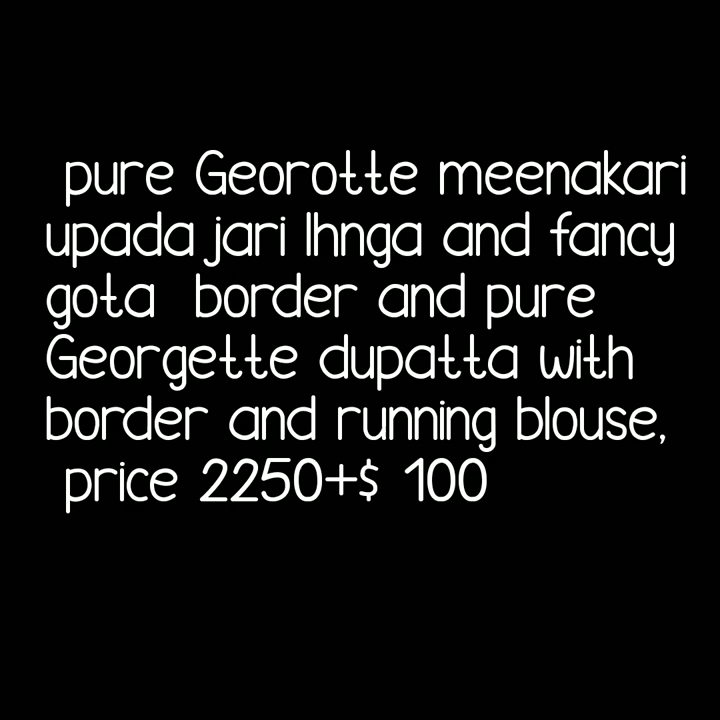 pure Georotte meenakari
upada jari lhnga and fancy
gota border and pure
Georgette dupatta with
border and running blouse,
price 2250+$ 100